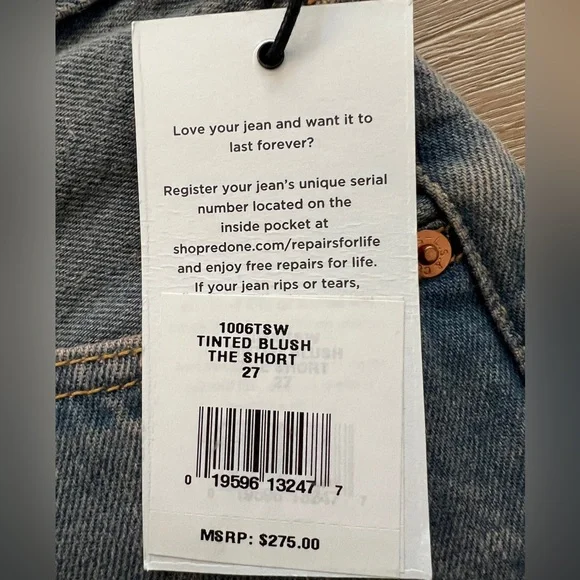 Love your jean and want it to
last forever?
Register your jean's unique serial
number located on the
inside pocket at
shopredone.com/repairsforlife
and enjoy free repairs for life.
If your jean rips or tears,
1006TSW
TINTED BLUSH
THE SHORT
27
0 19596 13247 7
MSRP: $275.00